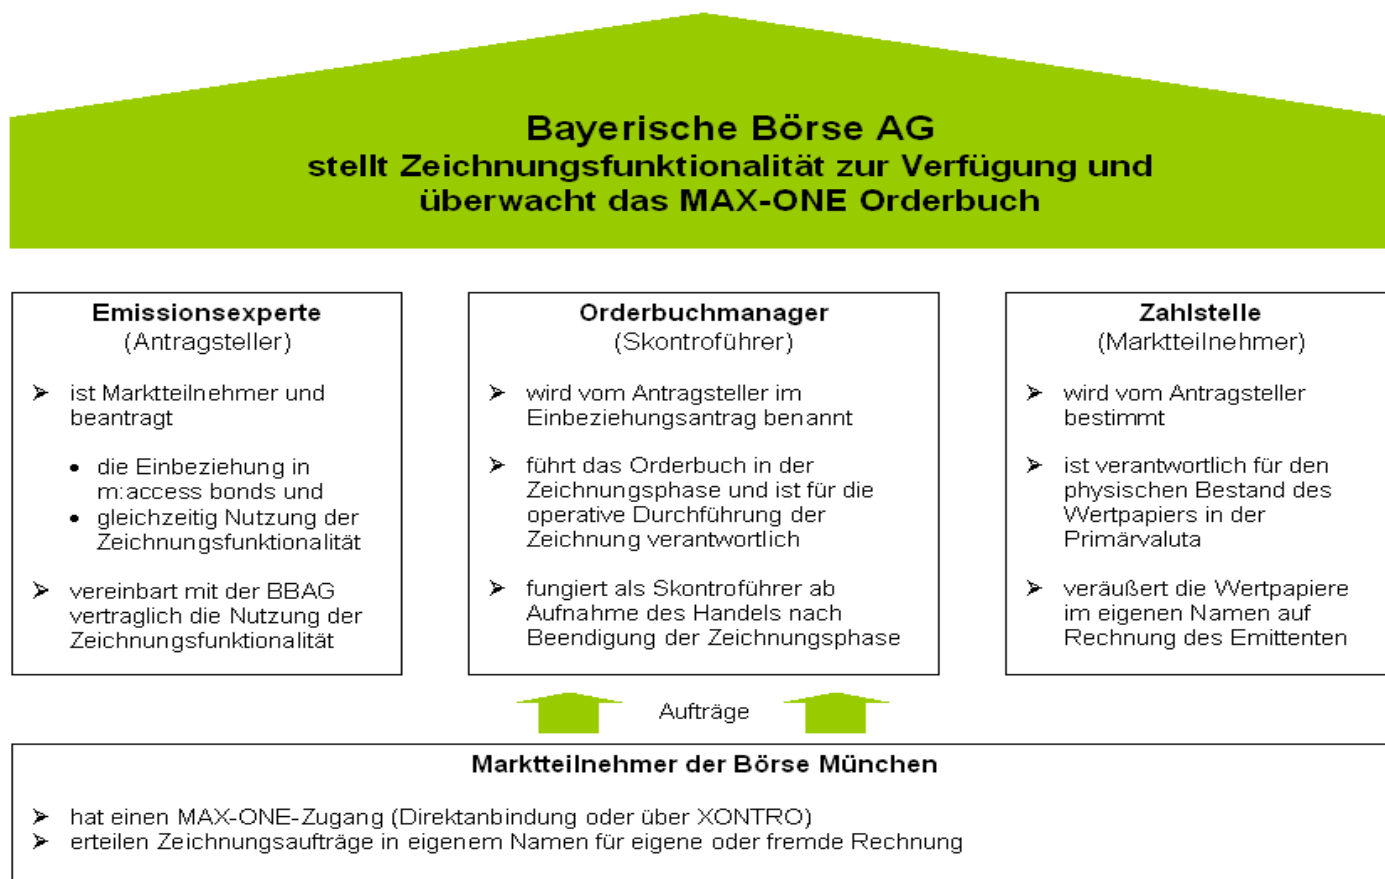 Bayerische Börse AG
stellt Zeichnungsfunktionalität zur Verfügung und
überwacht das MAX-ONE Orderbuch
Emissionsexperte
(Antragsteller)
➢ ist Marktteilnehmer und
beantragt
• die Einbeziehung in
m:access bonds und
• gleichzeitig Nutzung der
Zeichnungsfunktionalität
➢ vereinbart mit der BBAG
vertraglich die Nutzung der
Zeichnungsfunktionalität
Orderbuchmanager
(Skontroführer)
➢ wird vom Antragsteller im
Einbeziehungsantrag benannt
➢ führt das Orderbuch in der
Zeichnungsphase und ist für die
operative Durchführung der
Zeichnung verantwortlich
➢ fungiert als Skontroführer ab
Aufnahme des Handels nach
Beendigung der Zeichnungsphase
Zahlstelle
(Marktteilnehmer)
➢ wird vom Antragsteller
bestimmt
➢ ist verantwortlich für den
physischen Bestand des
Wertpapiers in der
Primärvaluta
➢ veräußert die Wertpapiere
im eigenen Namen auf
Rechnung des Emittenten
Aufträge
Marktteilnehmer der Börse München
➢ hat einen MAX-ONE-Zugang (Direktanbindung oder über XONTRO)
➢ erteilen Zeichnungsaufträge in eigenem Namen für eigene oder fremde Rechnung